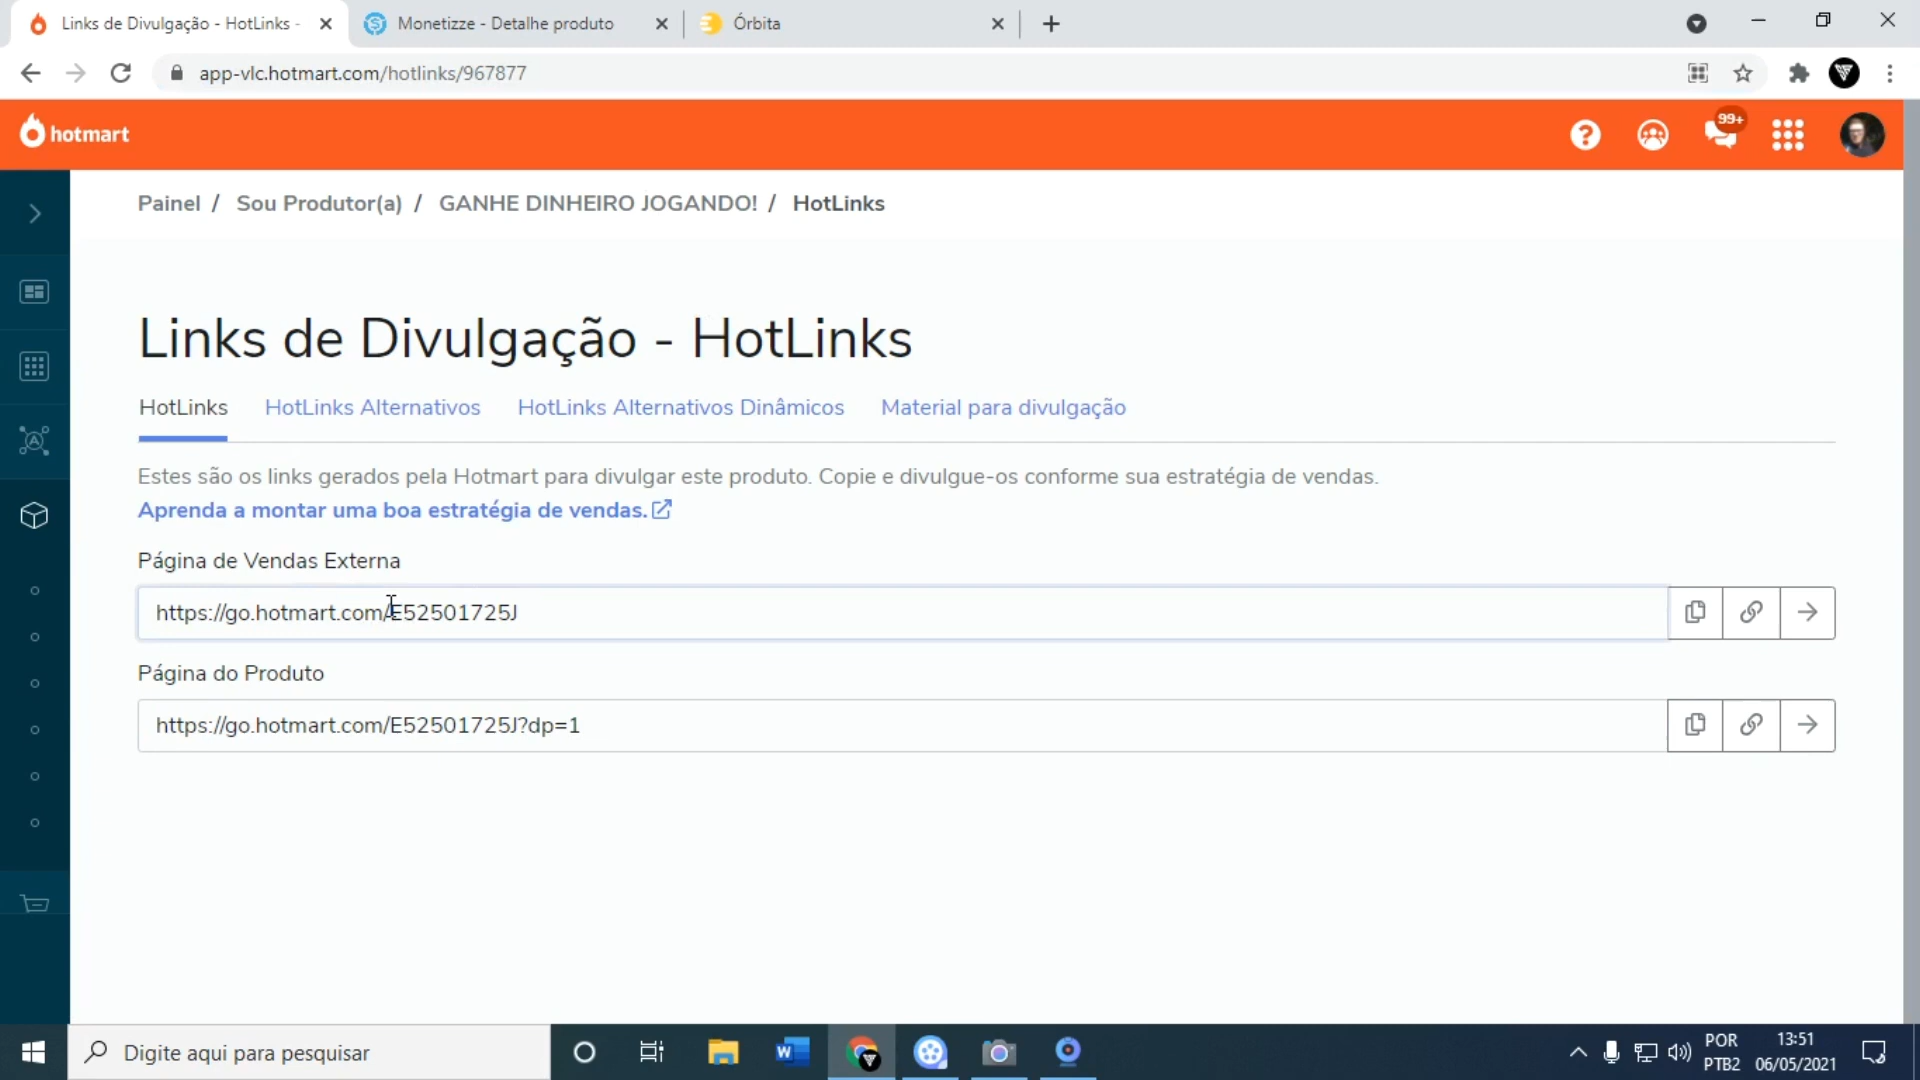 Links de Divulgação - HotLinks -
Monetizze - Detalhe produto
Órbita
app-vlc.hotmart.com/hotlinks/967877
hotmart
99+
Painel / Sou Produtor(a) / GANHE DINHEIRO JOGANDO! / HotLinks
Links de Divulgação - HotLinks
HotLinks HotLinks Alternativos HotLinks Alternativos Dinâmicos Material para divulgação
Estes são os links gerados pela Hotmart para divulgar este produto. Copie e divulgue-os conforme sua estratégia de vendas.
Aprenda a montar uma boa estratégia de vendas.
Página de Vendas Externa
https://go.hotmart.com/E52501725J
Página do Produto
https://go.hotmart.com/E52501725J?dp=1
Digite aqui para pesquisar
POR
PTB2
13:51
06/05/2021